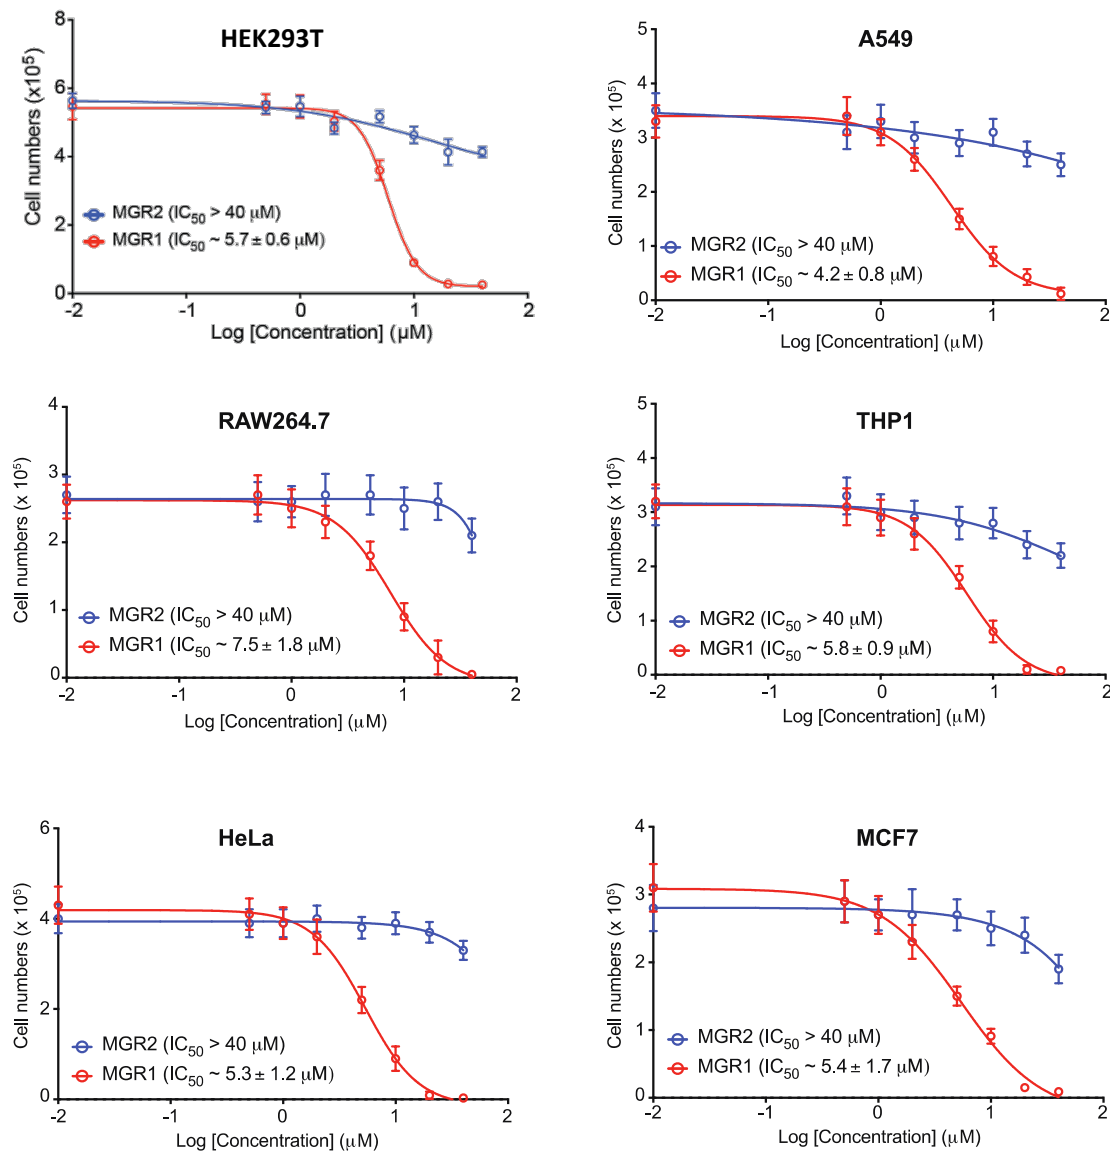 HEK293T
Cell numbers (x10⁵)
8
6
4
2
0
MGR2 (IC₅₀ > 40 µM)
MGR1 (IC₅₀ ~ 5.7 ± 0.6 µM)
-2
-1
0
1
2
Log [Concentration] (µM)
A549
Cell numbers (x 10⁵)
5
4
3
2
1
0
MGR2 (IC₅₀ > 40 µM)
MGR1 (IC₅₀ ~ 4.2 ± 0.8 µM)
-2
-1
0
1
2
Log [Concentration] (µM)
RAW264.7
Cell numbers (x 10⁵)
4
3
2
1
0
MGR2 (IC₅₀ > 40 µM)
MGR1 (IC₅₀ ~ 7.5 ± 1.8 µM)
-2
-1
0
1
2
Log [Concentration] (µM)
THP1
Cell numbers (x 10⁵)
5
4
3
2
1
0
MGR2 (IC₅₀ > 40 µM)
MGR1 (IC₅₀ ~ 5.8 ± 0.9 µM)
-2
-1
0
1
2
Log [Concentration] (µM)
HeLa
Cell numbers (x 10⁵)
6
4
2
0
MGR2 (IC₅₀ > 40 µM)
MGR1 (IC₅₀ ~ 5.3 ± 1.2 µM)
-2
-1
0
1
2
Log [Concentration] (µM)
MCF7
Cell numbers (x 10⁵)
4
3
2
1
0
MGR2 (IC₅₀ > 40 µM)
MGR1 (IC₅₀ ~ 5.4 ± 1.7 µM)
-2
-1
0
1
2
Log [Concentration] (µM)